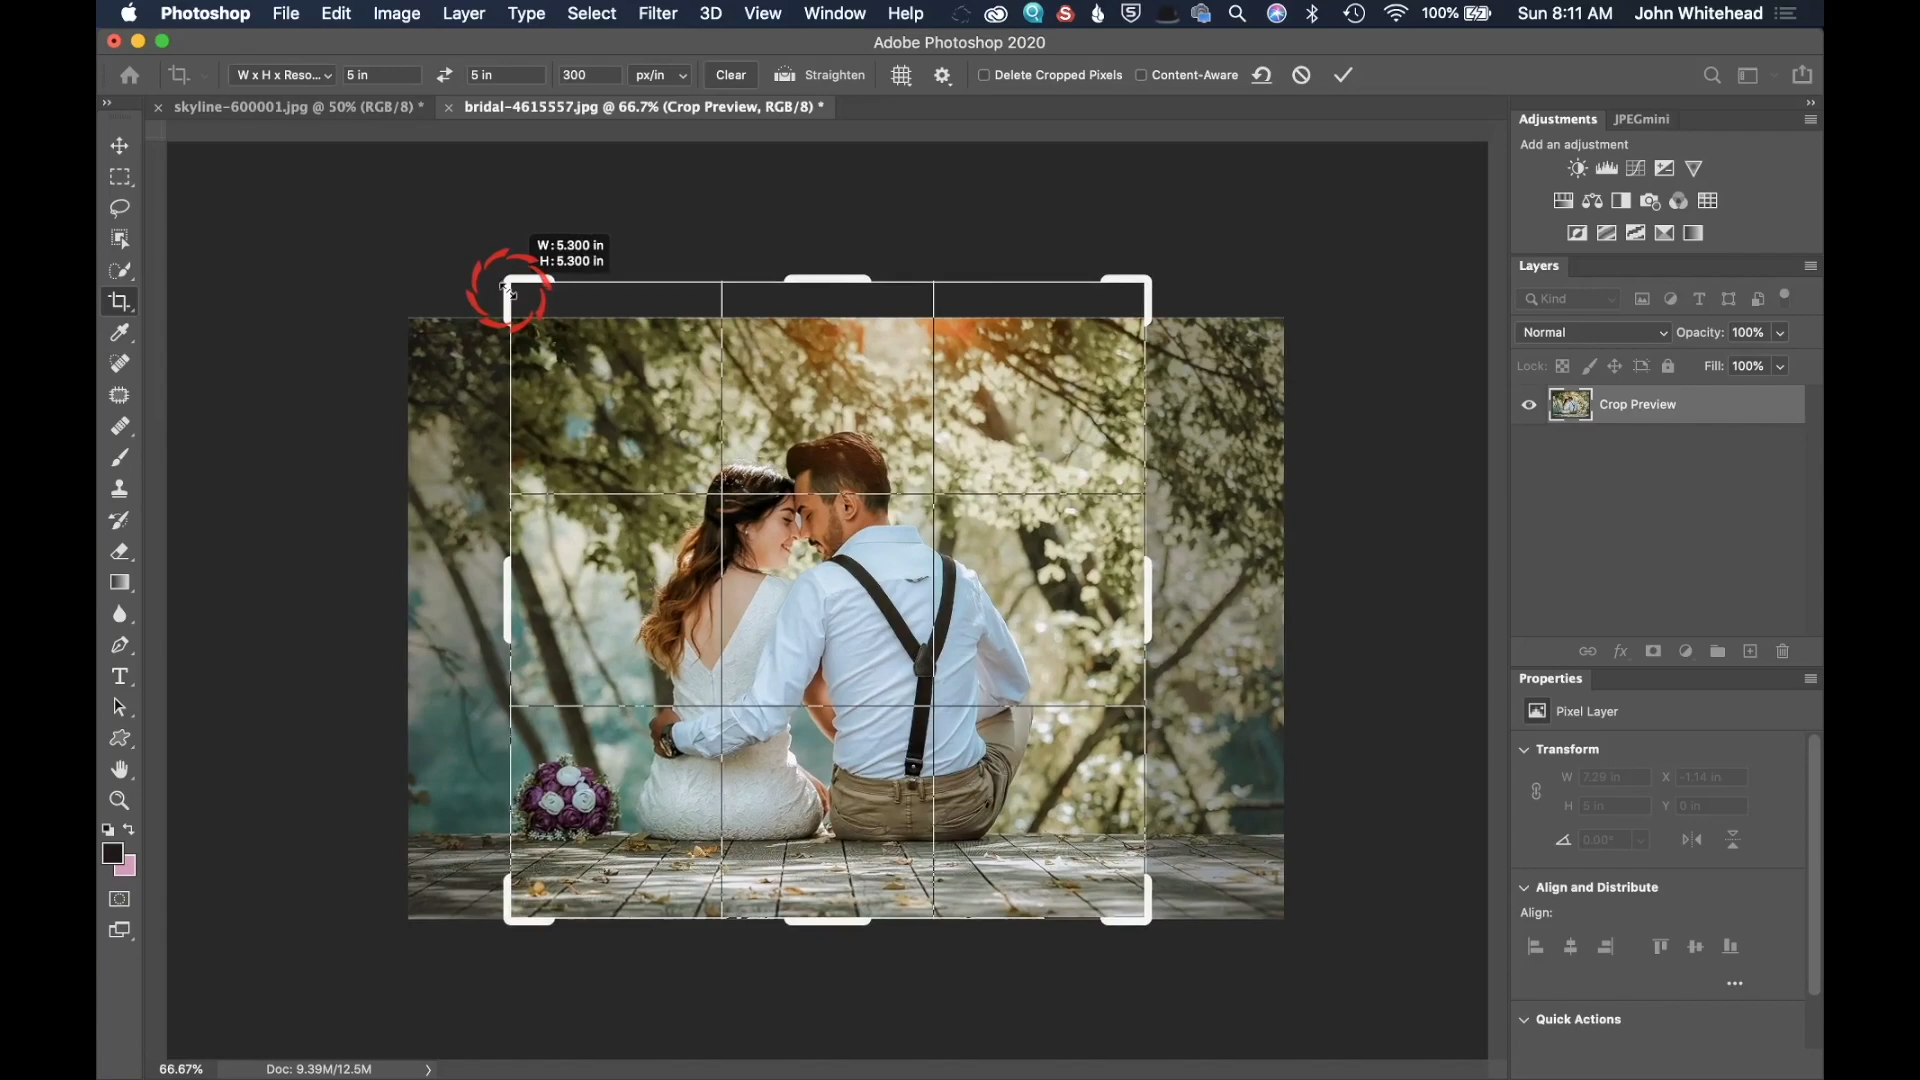 Photoshop File Edit Image Layer Type Select Filter 3D View Window Help 100% Sun 8:11 AM John Whitehead
Adobe Photoshop 2020
W x H x Reso... 5 in 5 in 300 px/in Clear Straighten Delete Cropped Pixels Content-Aware
skyline-600001.jpg @ 50% (RGB/8) * bridal-4615557.jpg @ 66.7% (Crop Preview, RGB/8) *
Adjustments JPEGmini
Add an adjustment
W: 5.300 in
H: 5.300 in
Layers
Kind
Normal Opacity: 100%
Lock: Fill: 100%
Crop Preview
fx
Properties
Pixel Layer
Transform
W 7.29 in X -1.14 in
H 5 in Y 0 in
0.00°
Align and Distribute
Align:
Quick Actions
66.67% Doc: 9.39M/12.5M